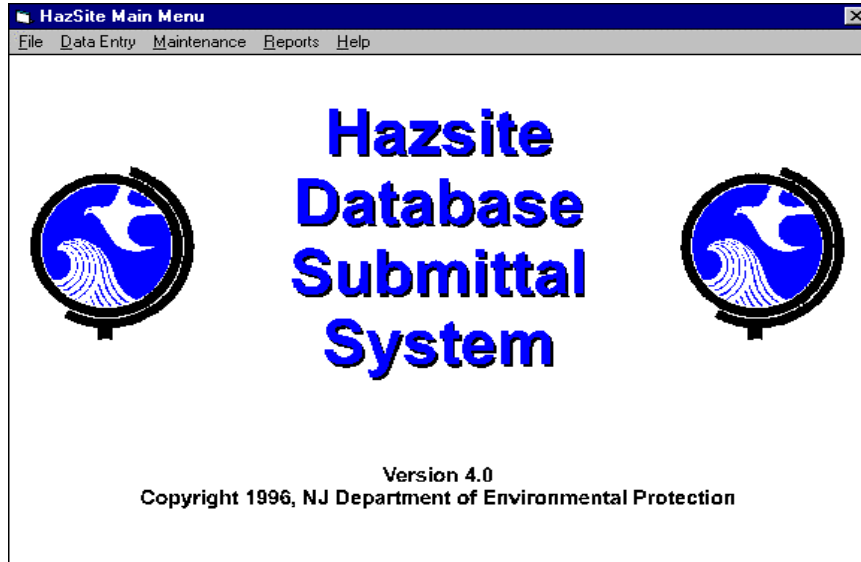 HazSite Main Menu
File Data Entry Maintenance Reports Help
Hazsite
Database
Submittal
System
Version 4.0
Copyright 1996, NJ Department of Environmental Protection